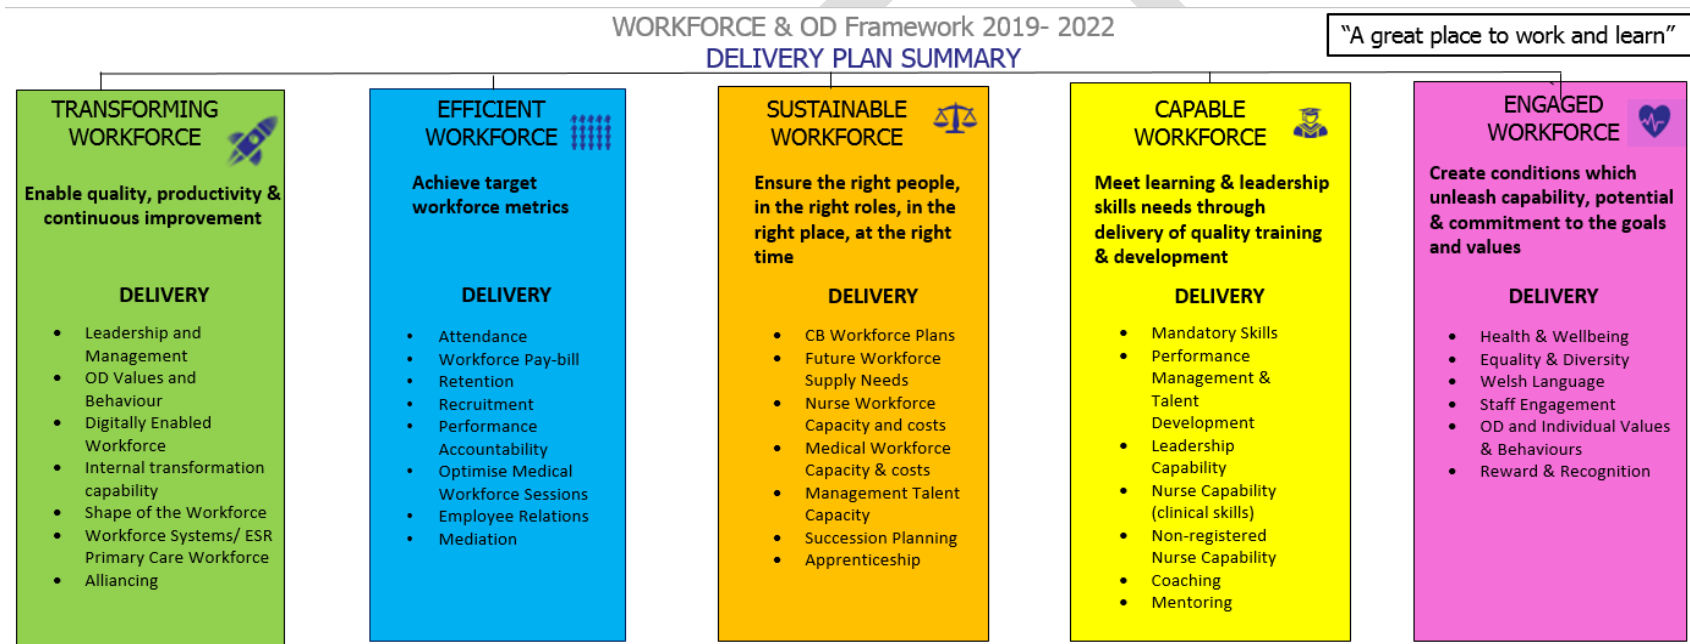 WORKFORCE & OD Framework 2019- 2022
DELIVERY PLAN SUMMARY
“A great place to work and learn”
TRANSFORMING
WORKFORCE
Enable quality, productivity &
continuous improvement
DELIVERY
• Leadership and
Management
• OD Values and
Behaviour
• Digitally Enabled
Workforce
• Internal transformation
capability
• Shape of the Workforce
• Workforce Systems/ ESR
Primary Care Workforce
• Alliancing
EFFICIENT
WORKFORCE
Achieve target
workforce metrics
DELIVERY
• Attendance
• Workforce Pay-bill
• Retention
• Recruitment
• Performance
Accountability
• Optimise Medical
Workforce Sessions
• Employee Relations
• Mediation
SUSTAINABLE
WORKFORCE
Ensure the right people,
in the right roles, in the
right place, at the right
time
DELIVERY
• CB Workforce Plans
• Future Workforce
Supply Needs
• Nurse Workforce
Capacity and costs
• Medical Workforce
Capacity & costs
• Management Talent
Capacity
• Succession Planning
• Apprenticeship
CAPABLE
WORKFORCE
Meet learning & leadership
skills needs through
delivery of quality training
& development
DELIVERY
• Mandatory Skills
• Performance
Management &
Talent
Development
• Leadership
Capability
• Nurse Capability
(clinical skills)
• Non-registered
Nurse Capability
• Coaching
• Mentoring
ENGAGED
WORKFORCE
Create conditions which
unleash capability, potential
& commitment to the goals
and values
DELIVERY
• Health & Wellbeing
• Equality & Diversity
• Welsh Language
• Staff Engagement
• OD and Individual Values
& Behaviours
• Reward & Recognition